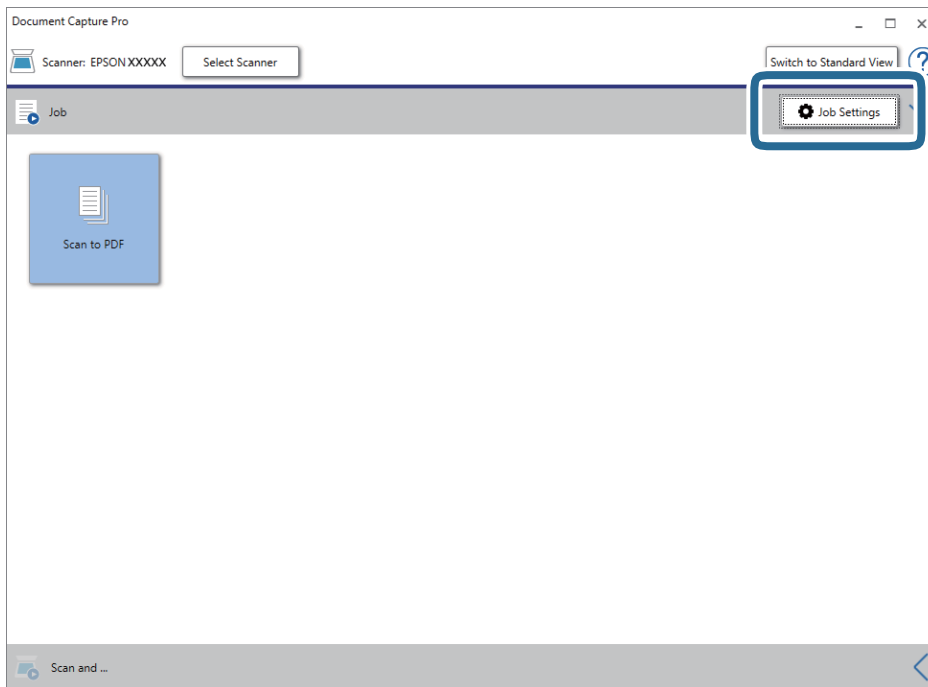 Document Capture Pro
Scanner: EPSON XXXXX
Select Scanner
Switch to Standard View
?
Job
Job Settings
Scan to PDF
Scan and ...